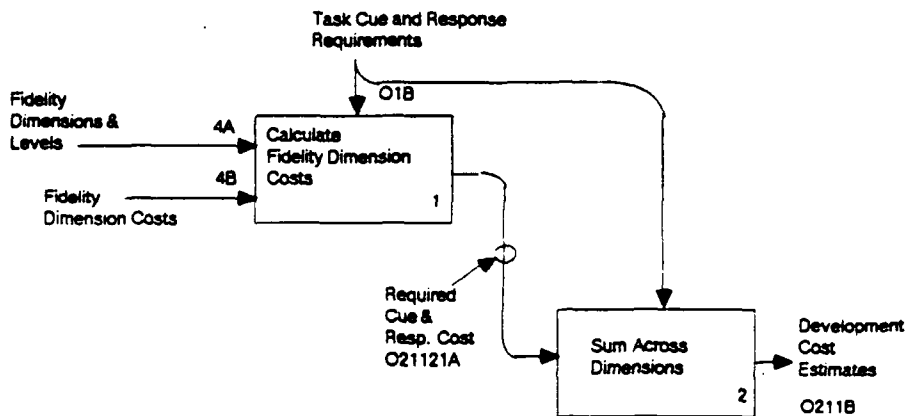 Task Cue and Response
Requirements
O1B
Fidelity
Dimensions &
Levels
4A
Calculate
Fidelity Dimension
Costs
4B
1
Fidelity
Dimension Costs
Required
Cue &
Resp. Cost
O21121A
Sum Across
Dimensions
2
Development
Cost
Estimates
O211B